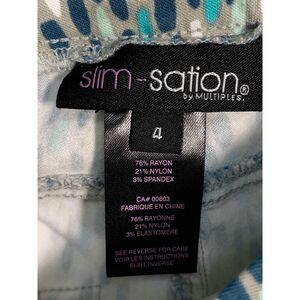 slim-sation®
by MULTIPLES.
4
76% RAYON
21% NYLON
3% SPANDEX
CA# 00803
FABRIQUE EN CHINE
76% RAYONNE
21% NYLON
3% ELASTOMERE
SEE REVERSE FOR CARE
VOIR LES INSTRUCTIONS
SUR L'INVERSE